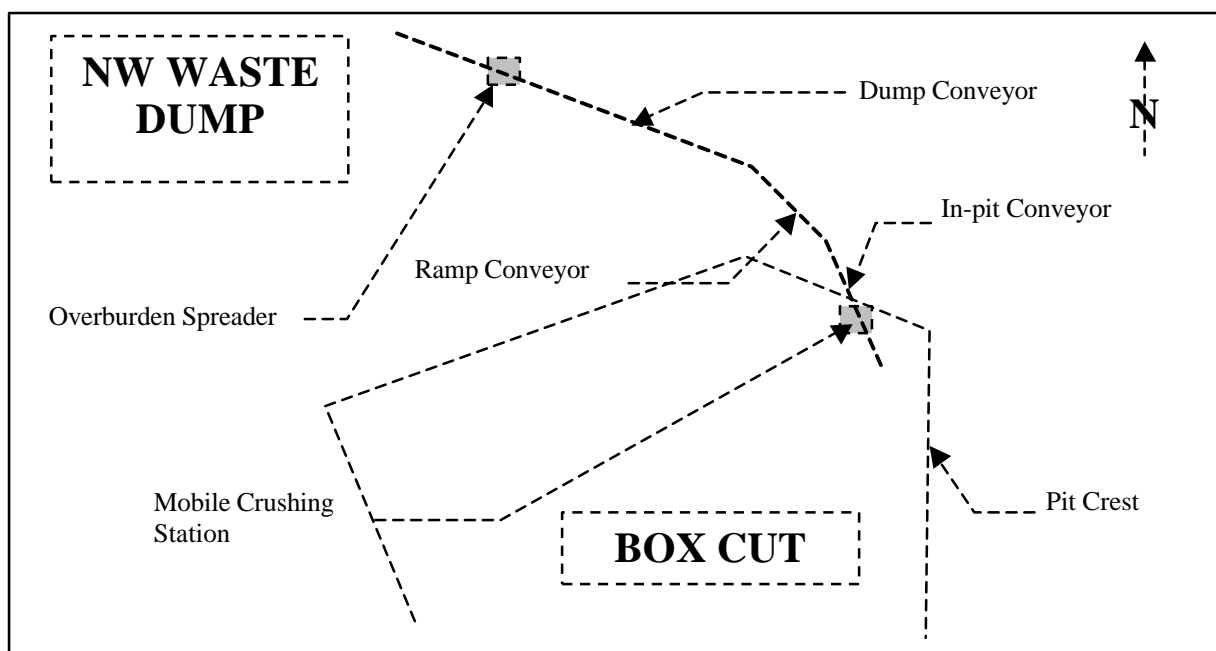 NW WASTE
DUMP
Dump Conveyor
N
In-pit Conveyor
Ramp Conveyor
Overburden Spreader
Mobile Crushing
Station
Pit Crest
BOX CUT